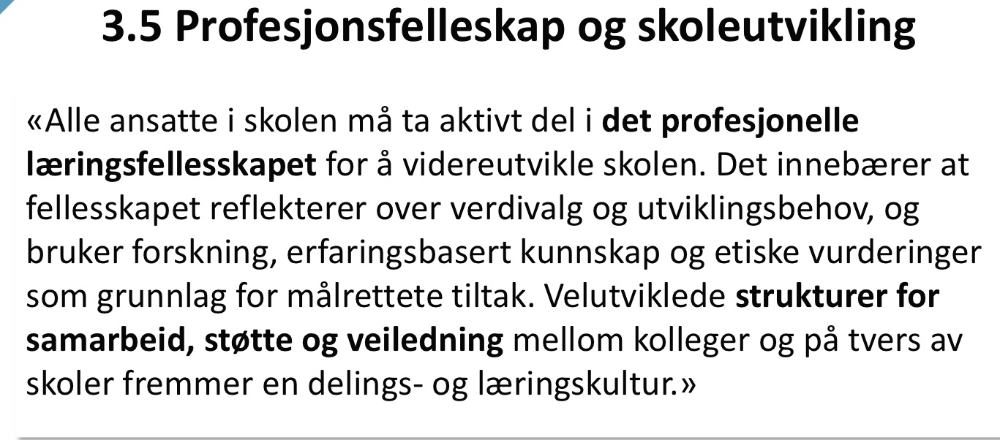 3.5 Profesjonsfelleskap og skoleutvikling
«Alle ansatte i skolen må ta aktivt del i det profesjonelle
læringsfellesskapet for å videreutvikle skolen. Det innebærer at
fellesskapet reflekterer over verdivalg og utviklingsbehov, og
bruker forskning, erfaringsbasert kunnskap og etiske vurderinger
som grunnlag for målrettete tiltak. Velutviklede strukturer for
samarbeid, støtte og veiledning mellom kolleger og på tvers av
skoler fremmer en delings- og læringskultur.»